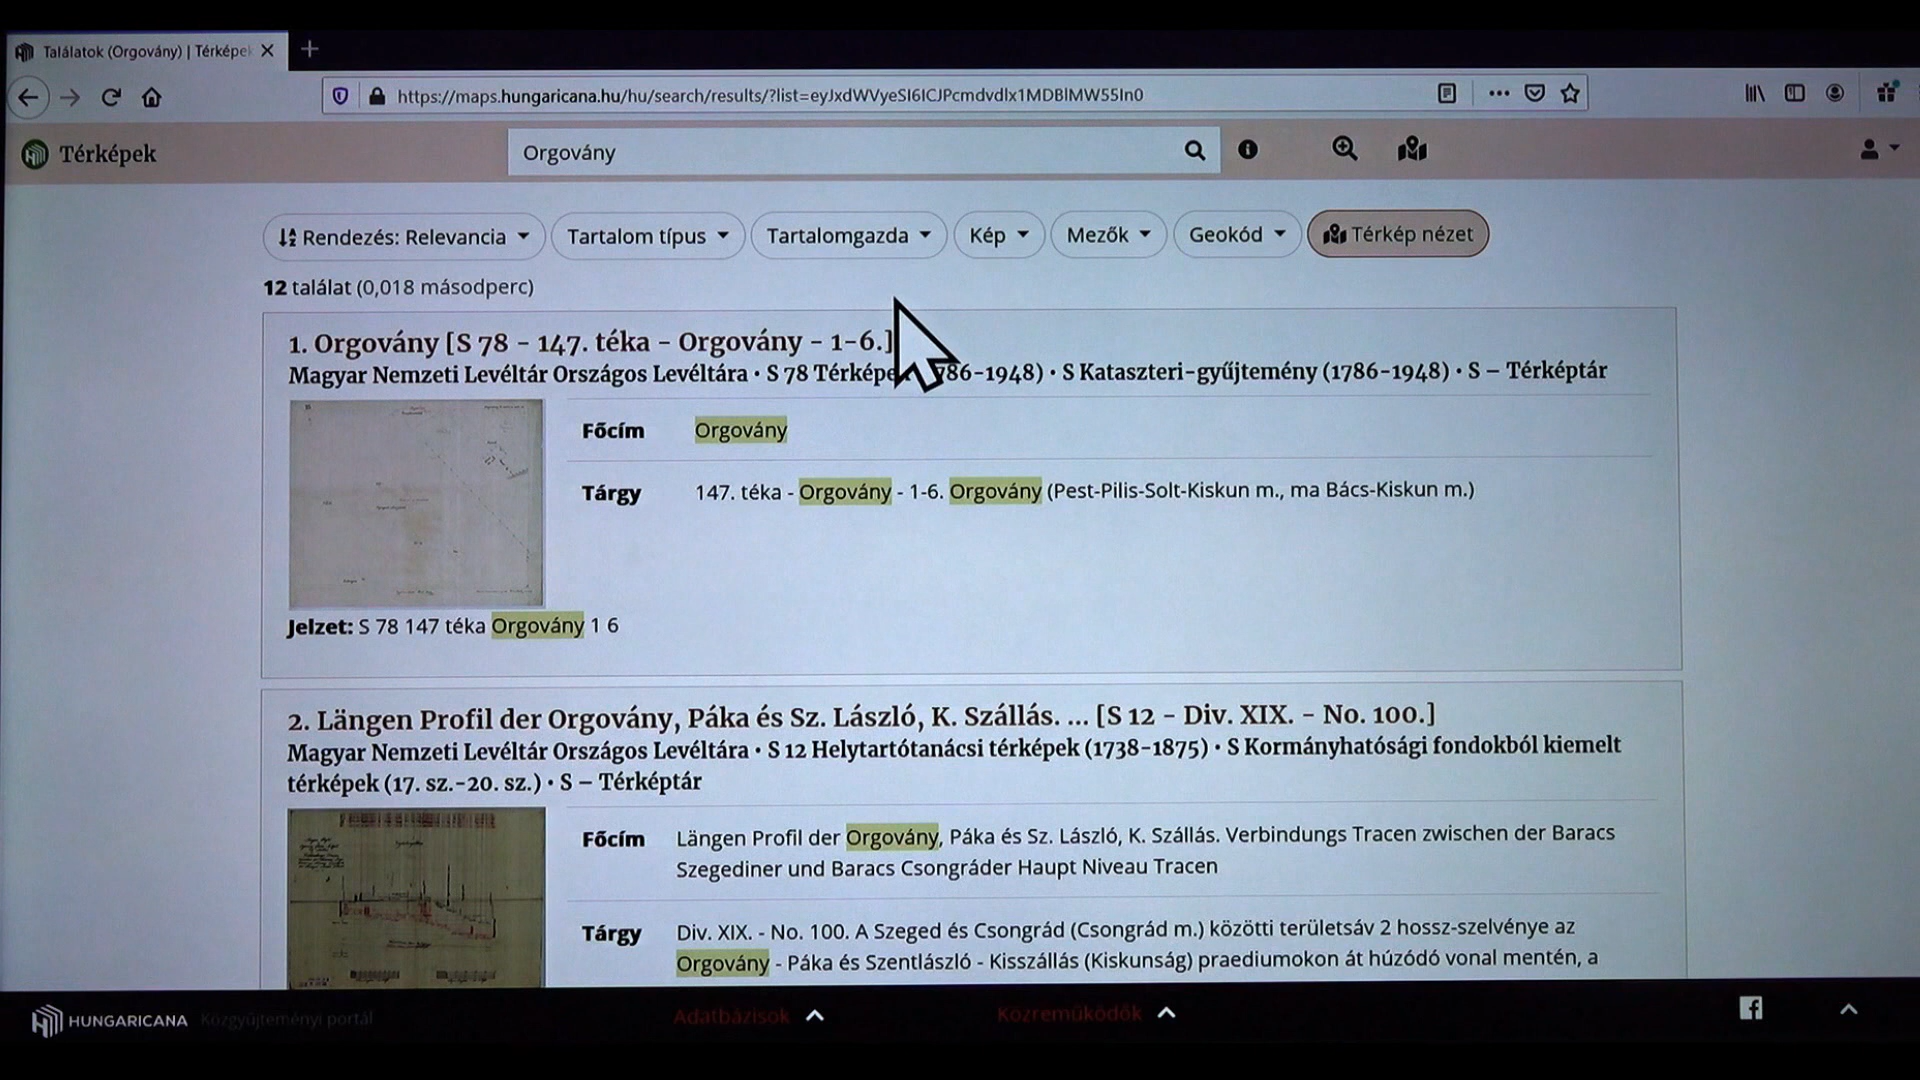 Találatok (Orgovány) | Térképe
https://maps.hungaricana.hu/hu/search/results/?list=eyJxdWVyeSI6ICJPcmdvdlx1MDBlMW55In0
Térképek
Orgovány
Rendezés: Relevancia
Tartalom típus
Tartalomgazda
Kép
Mezők
Geokód
Térkép nézet
12 találat (0,018 másodperc)
1. Orgovány [S 78 - 147. téka - Orgovány - 1-6.]
Magyar Nemzeti Levéltár Országos Levéltára • S 78 Térképe 786-1948) • S Kataszteri-gyűjtemény (1786-1948) • S – Térképtár
Főcím Orgovány
Tárgy 147. téka - Orgovány - 1-6. Orgovány (Pest-Pilis-Solt-Kiskun m., ma Bács-Kiskun m.)
Jelzet: S 78 147 téka Orgovány 1 6
2. Längen Profil der Orgovány, Páka és Sz. László, K. Szállás. ... [S 12 - Div. XIX. - No. 100.]
Magyar Nemzeti Levéltár Országos Levéltára • S 12 Helytartótanácsi térképek (1738-1875) • S Kormányhatósági fondokból kiemelt
térképek (17. sz.-20. sz.) • S – Térképtár
Főcím Längen Profil der Orgovány, Páka és Sz. László, K. Szállás. Verbindungs Tracen zwischen der Baracs
Szegediner und Baracs Csongráder Haupt Niveau Tracen
Tárgy Div. XIX. - No. 100. A Szeged és Csongrád (Csongrád m.) közötti területsáv 2 hossz-szelvénye az
Orgovány - Páka és Szentlászló - Kisszállás (Kiskunság) praediumokon át húzódó vonal mentén, a
HUNGARICANA Közgyűjteményi portál
Adatbázisok
Közreműködők